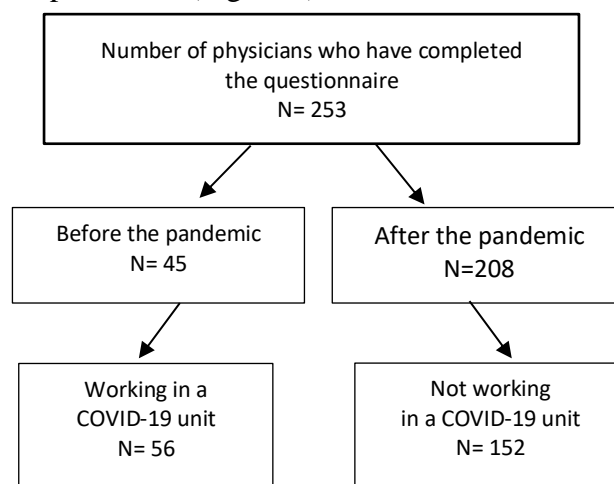 Number of physicians who have completed
the questionnaire
N= 253
Before the pandemic
N= 45
After the pandemic
N=208
Working in a
COVID-19 unit
N= 56
Not working
in a COVID-19 unit
N= 152